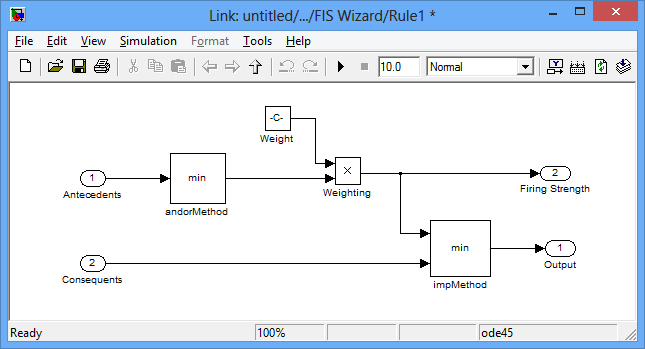 Link: untitled/.../FIS Wizard/Rule1 *
File Edit View Simulation Format Tools Help
10.0 Normal
-C-
Weight
1
Antecedents
min
andorMethod
×
Weighting
2
Firing Strength
2
Consequents
min
impMethod
1
Output
Ready 100% ode45